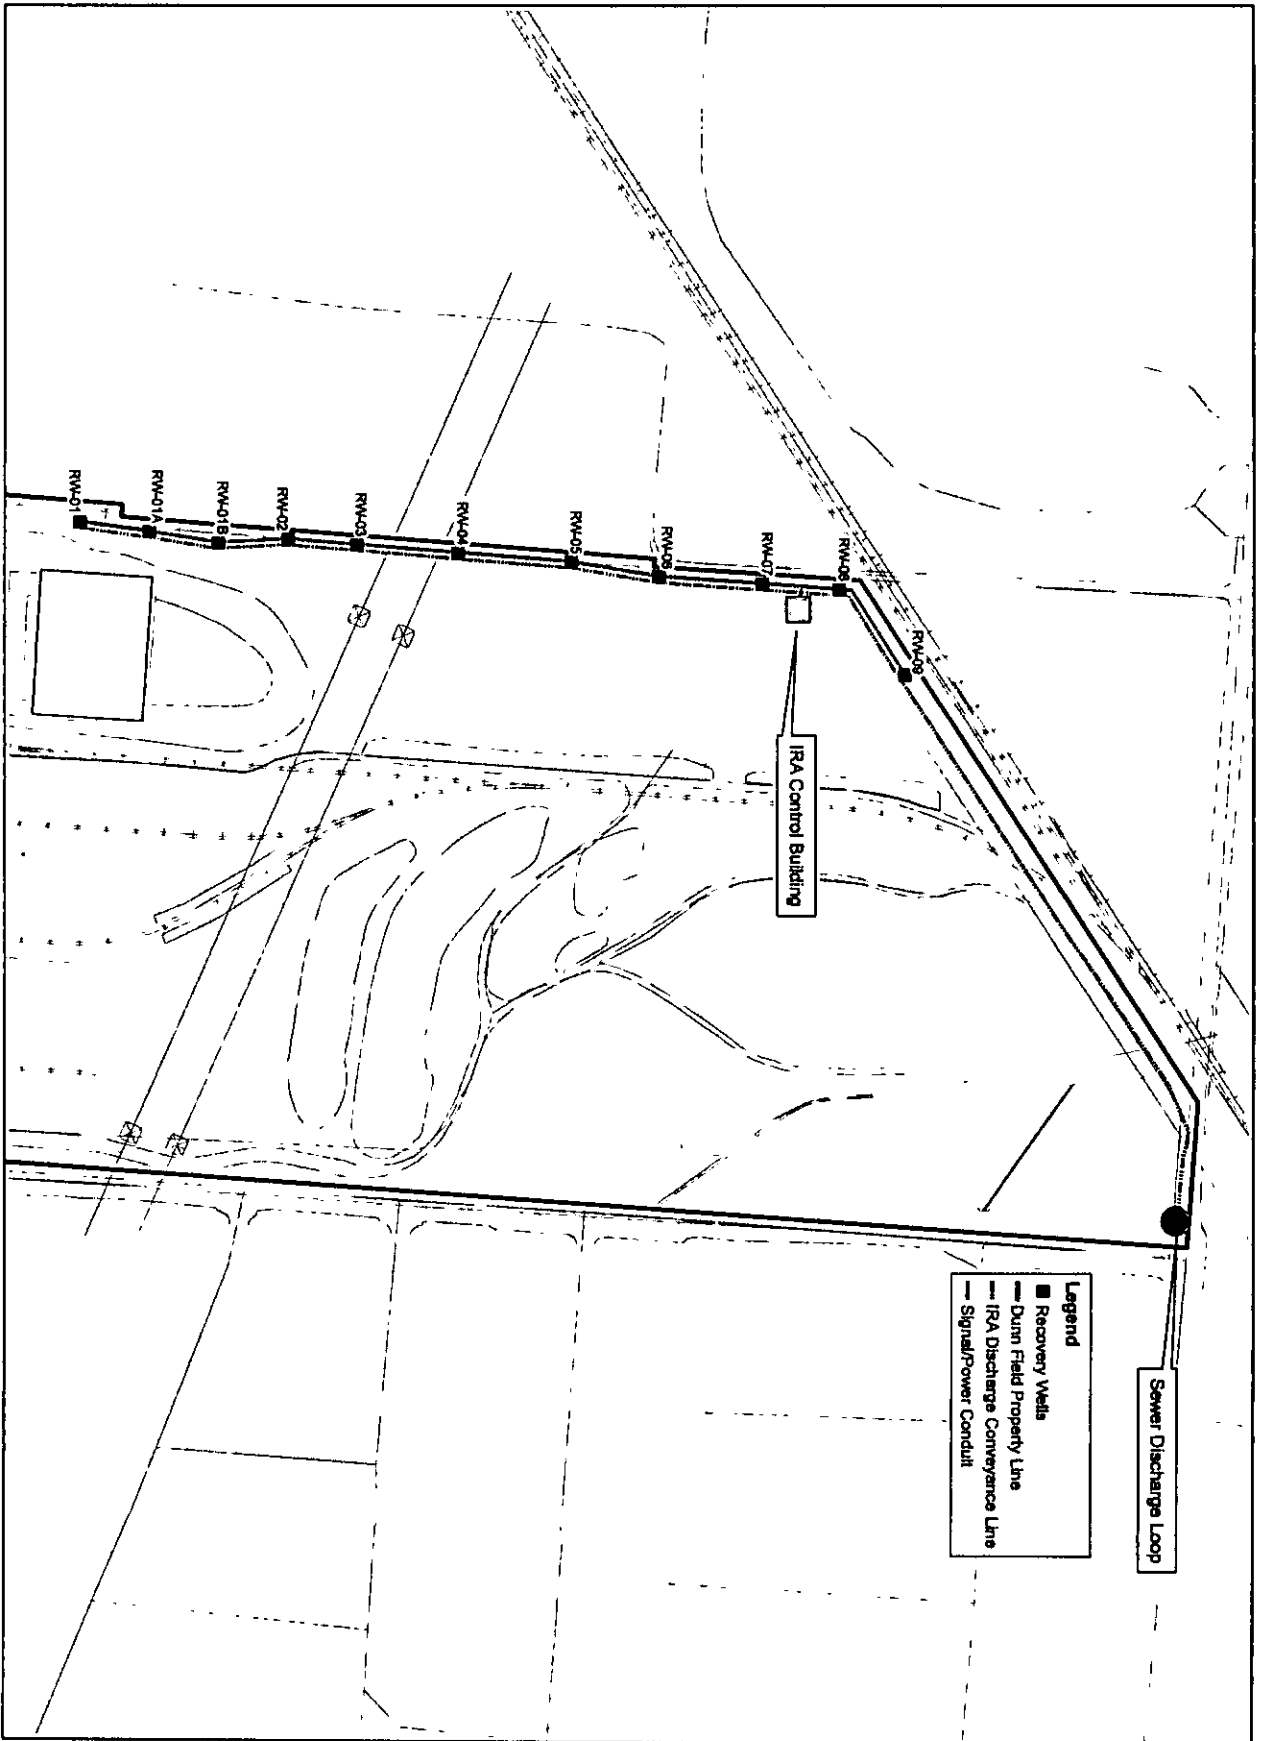 Sewer Discharge Loop
Legend
Recovery Wells
Dunn Field Property Line
IRA Discharge Conveyance Line
Signal/Power Conduit
RW-09
RW-08
IRA Control Building
RW-07
RW-06
RW-05
RW-04
RW-03
RW-02
RW-01B
RW-01A
RW-01